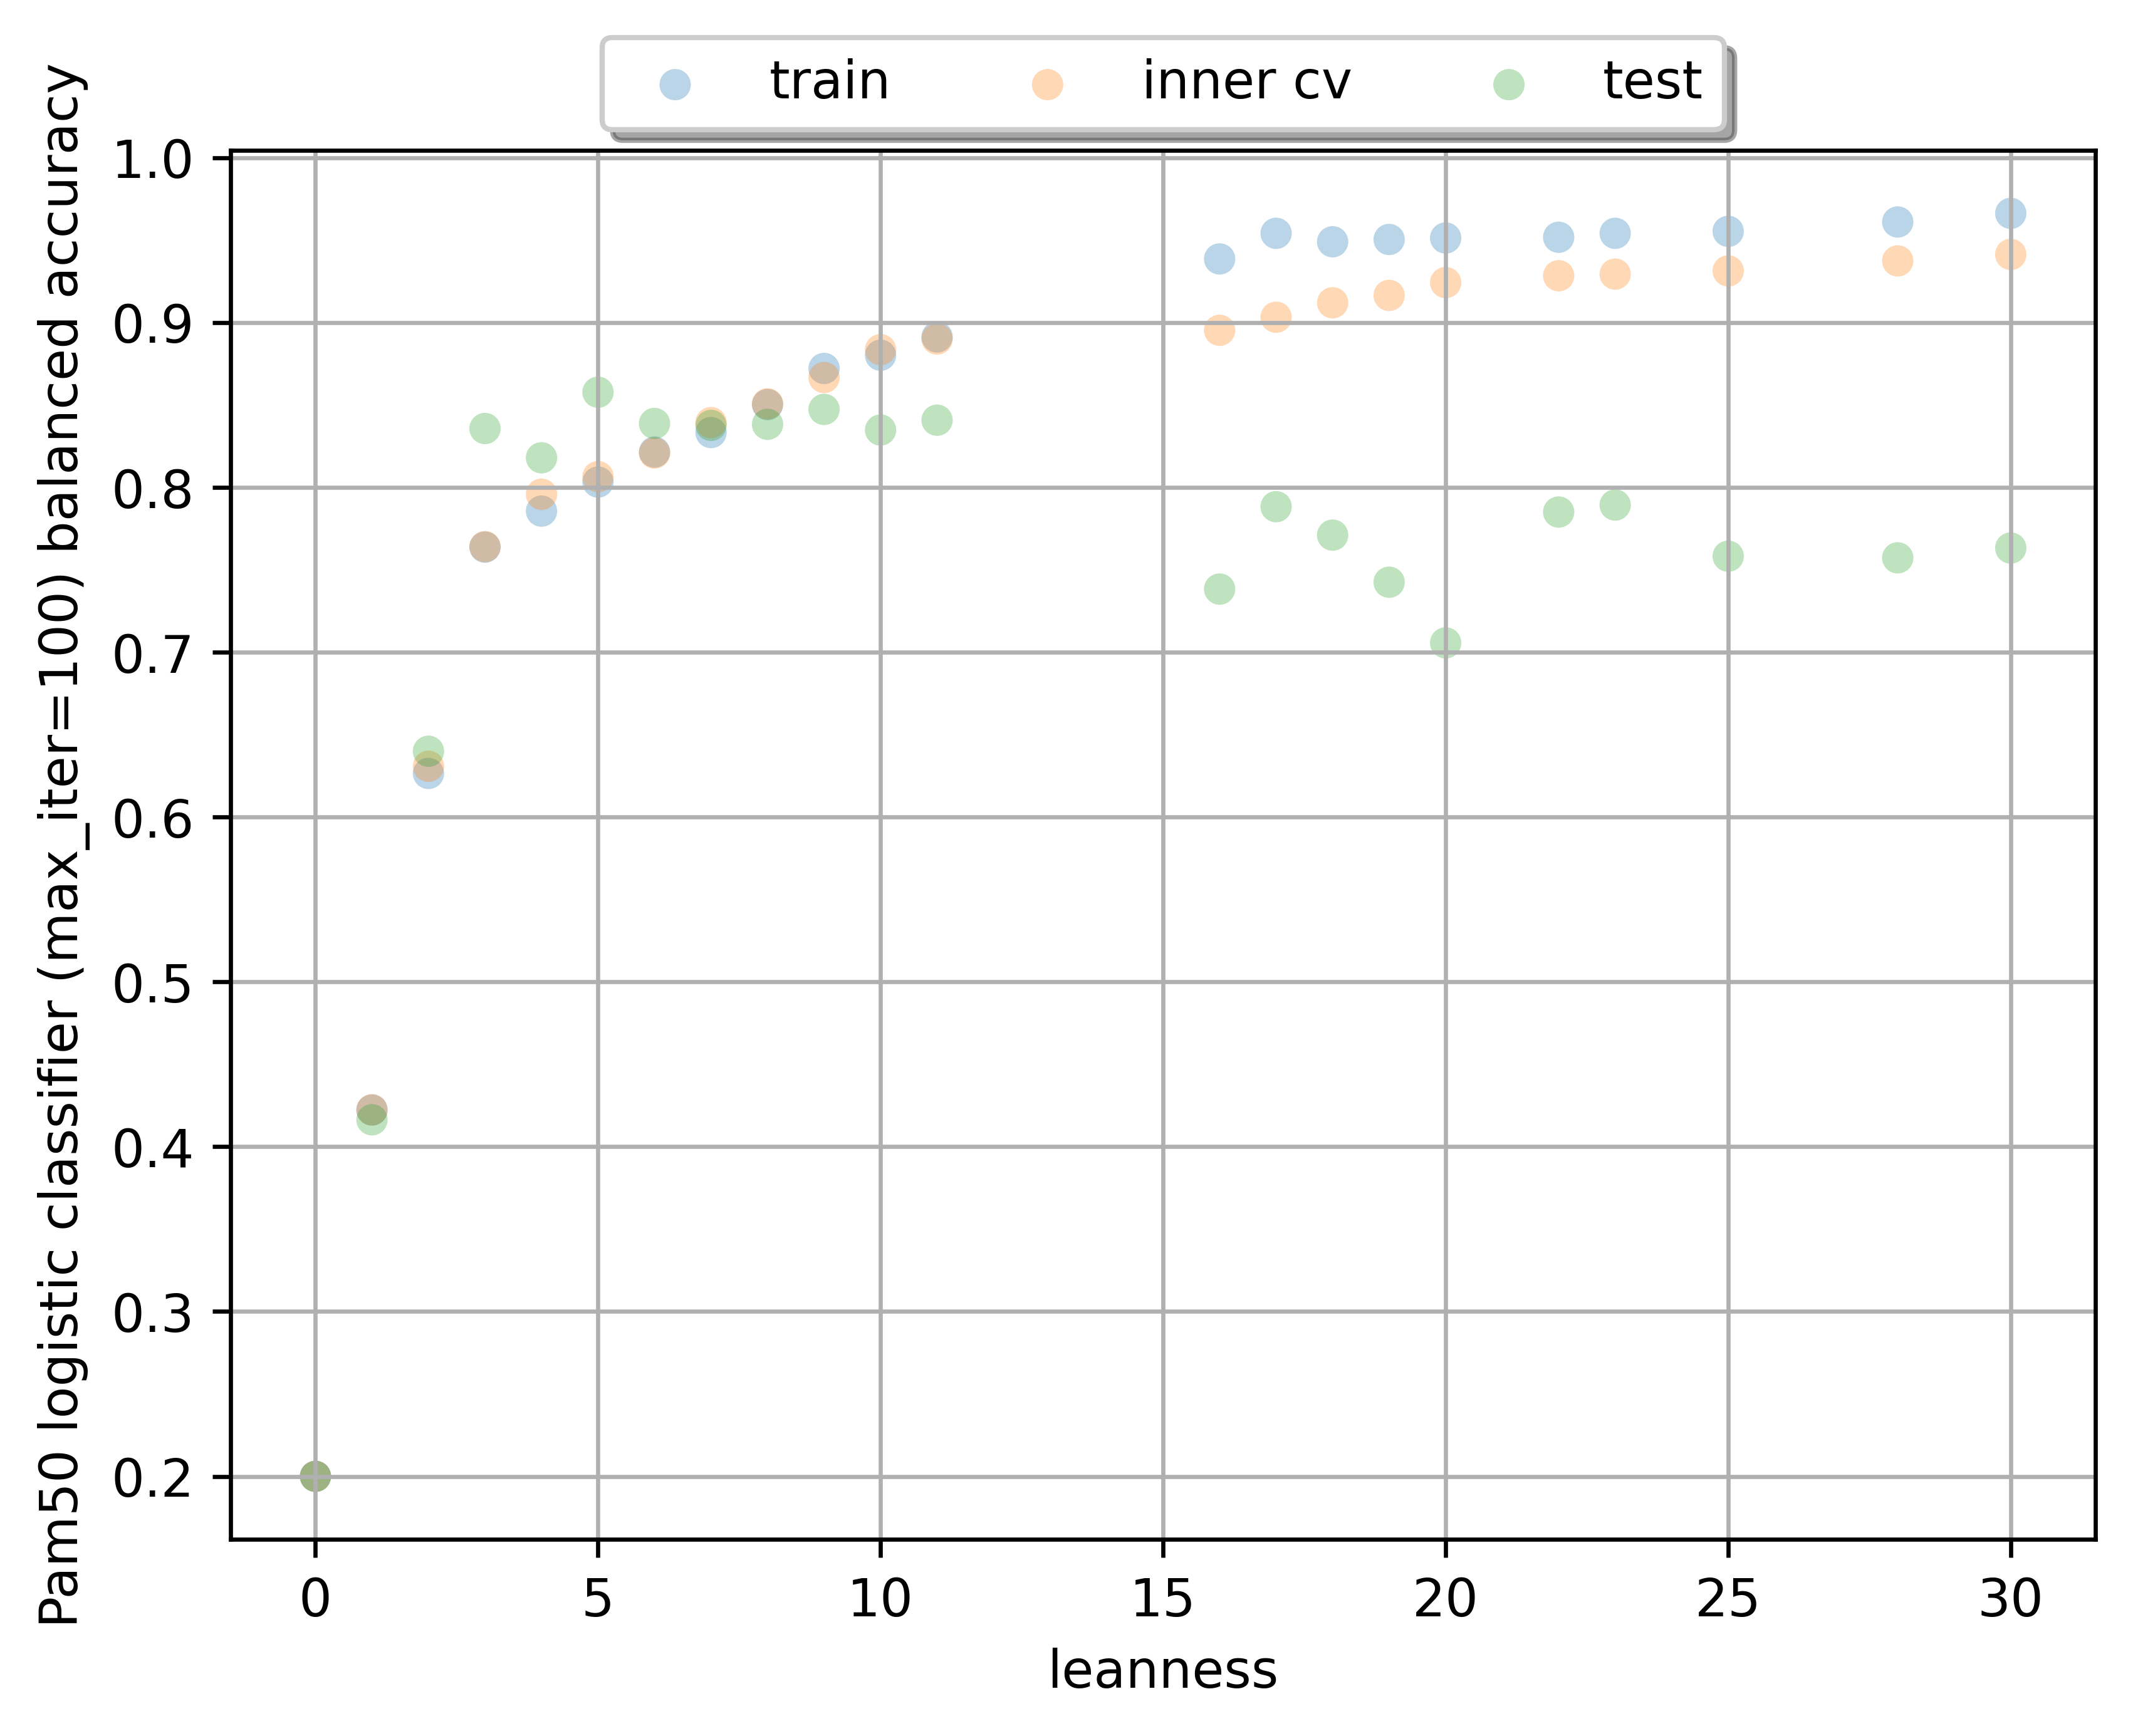 train inner cv test
Pam50 logistic classifier (max_iter=100) balanced accuracy
1.0
0.9
0.8
0.7
0.6
0.5
0.4
0.3
0.2
0 5 10 15 20 25 30
leanness